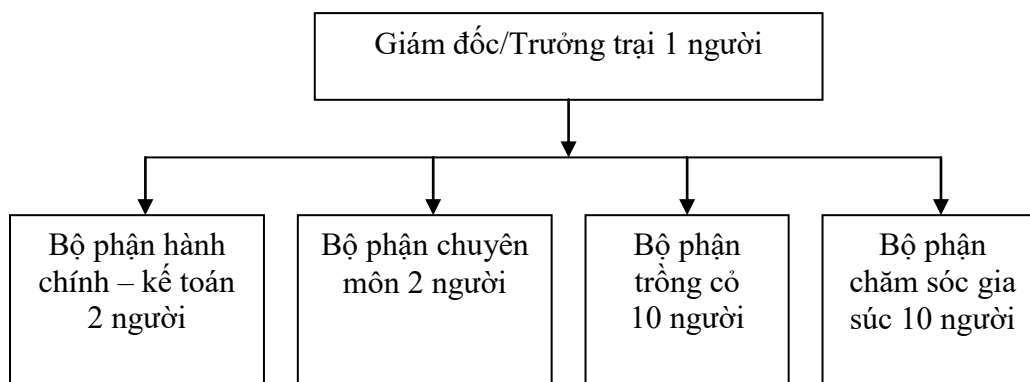 Giám đốc/Trưởng trại 1 người
Bộ phận hành
chính – kế toán
2 người
Bộ phận chuyên
môn 2 người
Bộ phận
trồng cỏ
10 người
Bộ phận
chăm sóc gia
súc 10 người